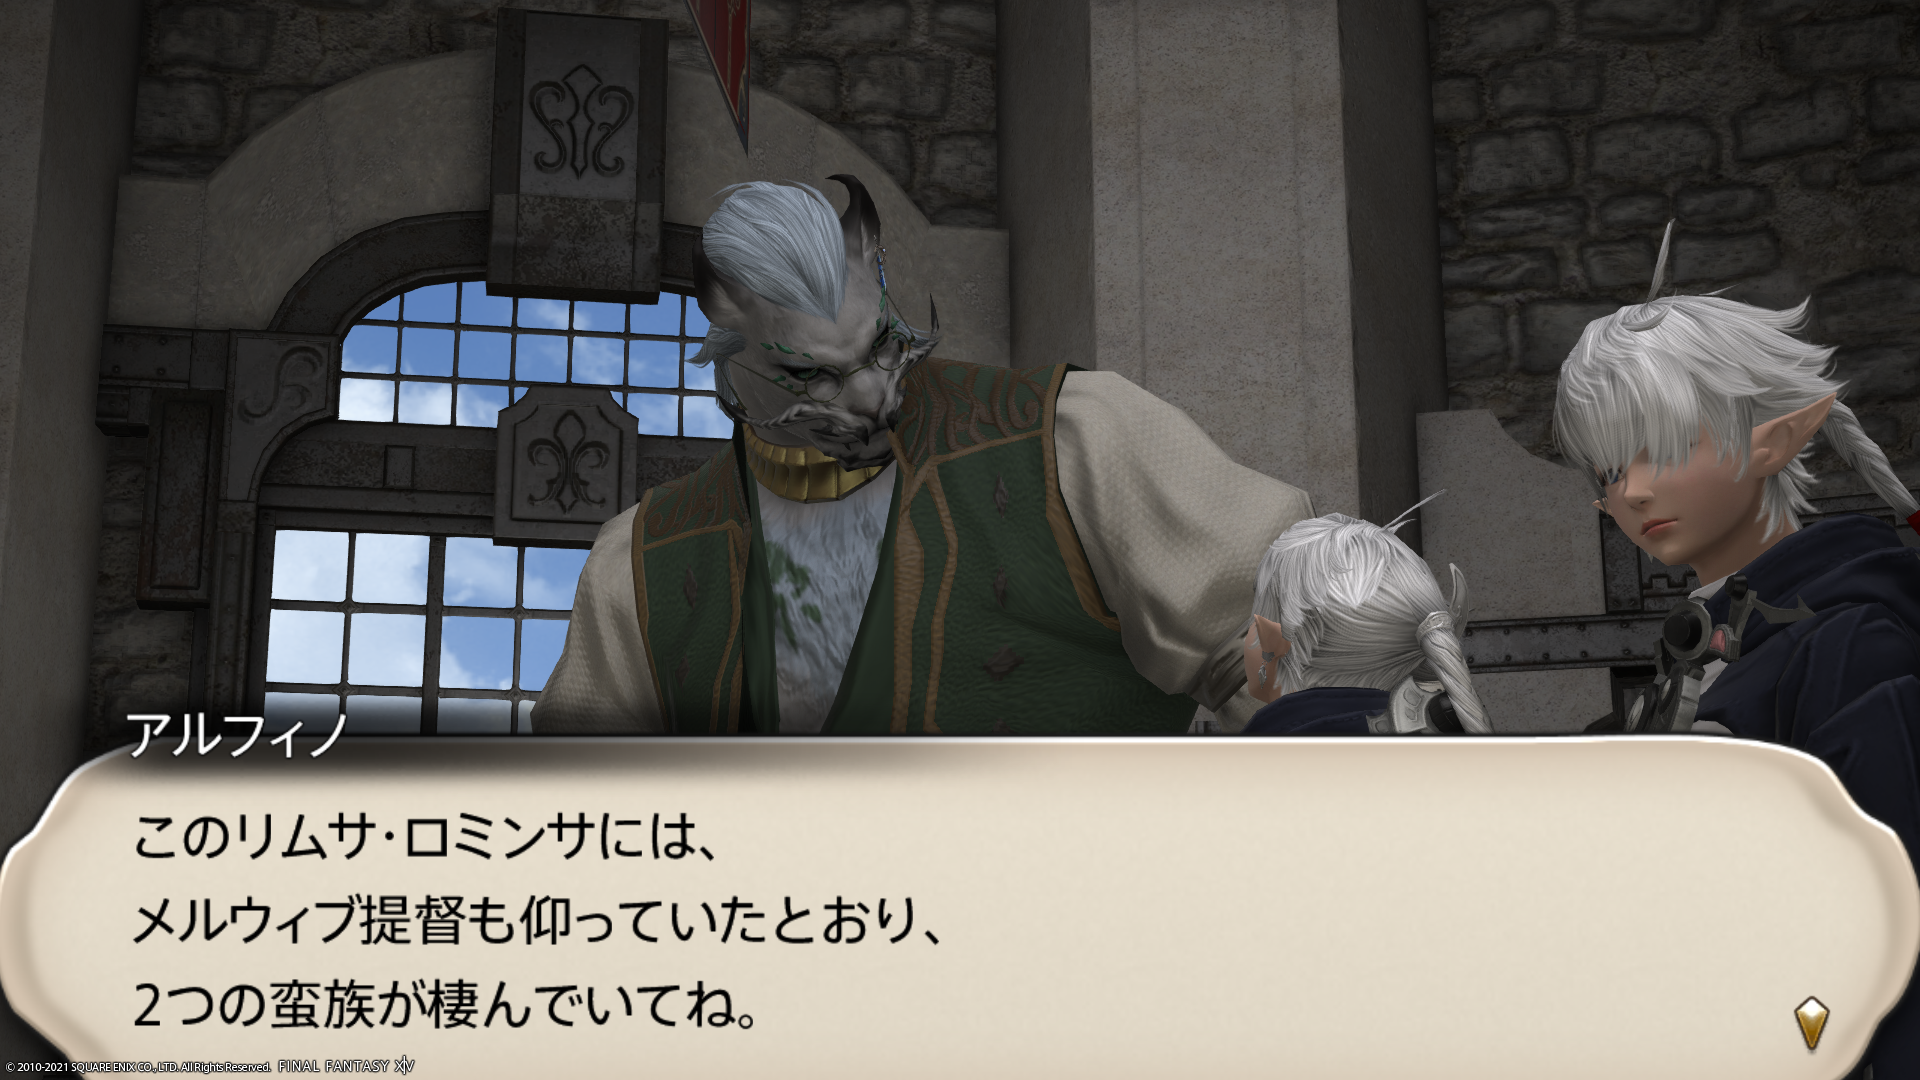 アルフィノ
このリムサ・ロミンサには、
メルウィブ提督も仰っていたとおり、
2つの蛮族が棲んでいてね。
© 2010-2021 SQUARE ENIX CO., LTD. All Rights Reserved. FINAL FANTASY XIV